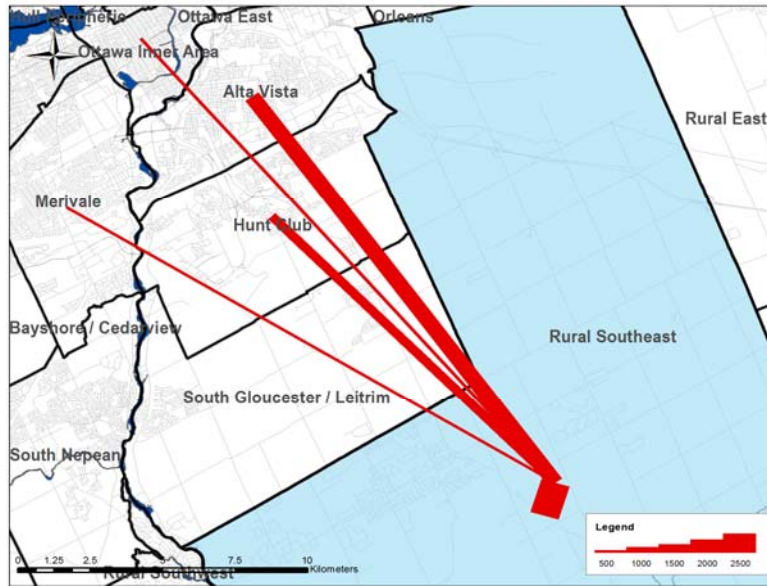 Ottawa East
Orleans
Ottawa Inner Area
Alta Vista
Rural East
Merivale
Hunt Club
Bayshore / Cedarview
Rural Southeast
South Gloucester / Leitrim
South Nepean
Legend
500 1000 1500 2000 2500
0 1.25 2.5 5 7.5 10
Kilometers
Rural Southwest